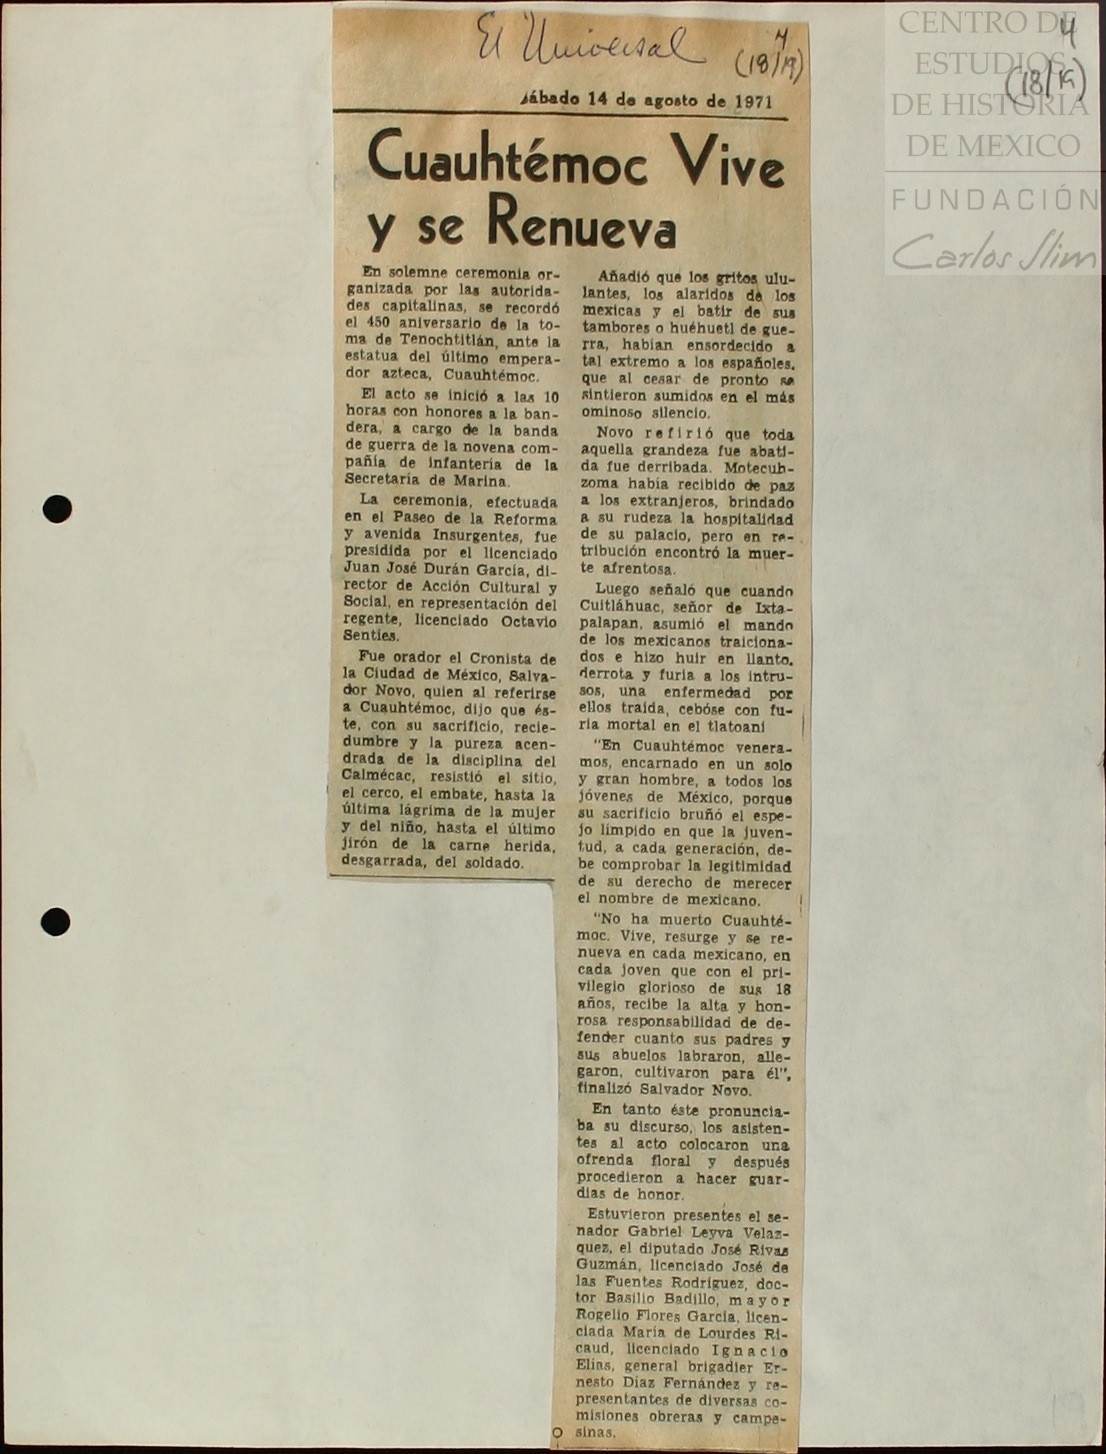 El Universal
4
(18/19)
sábado 14 de agosto de 1971
CENTRO DE
ESTUDIOS
DE HISTORIA
DE MEXICO
FUNDACIÓN
Carlos Slim
4
(18/19)
Cuauhtémoc Vive
y se Renueva
En solemne ceremonia or-
ganizada por las autorida-
des capitalinas, se recordó
el 450 aniversario de la to-
ma de Tenochtitlán, ante la
estatua del último empera-
dor azteca, Cuauhtémoc.
El acto se inició a las 10
horas con honores a la ban-
dera, a cargo de la banda
de guerra de la novena com-
pañía de infantería de la
Secretaría de Marina.
La ceremonia, efectuada
en el Paseo de la Reforma
y avenida Insurgentes, fue
presidida por el licenciado
Juan José Durán García, di-
rector de Acción Cultural y
Social, en representación del
regente, licenciado Octavio
Sentíes.
Fue orador el Cronista de
la Ciudad de México, Salva-
dor Novo, quien al referirse
a Cuauhtémoc, dijo que és-
te, con su sacrificio, recie-
dumbre y la pureza acen-
drada de la disciplina del
Calmécac, resistió el sitio,
el cerco, el embate, hasta la
última lágrima de la mujer
y del niño, hasta el último
jirón de la carne herida,
desgarrada, del soldado.
Añadió que los gritos ulu-
lantes, los alaridos de los
mexicas y el batir de sus
tambores o huéhuetl de gue-
rra, habían ensordecido a
tal extremo a los españoles,
que al cesar de pronto se
sintieron sumidos en el más
ominoso silencio.
Novo refirió que toda
aquella grandeza fue abati-
da fue derribada. Motecuh-
zoma había recibido de paz
a los extranjeros, brindado
a su rudeza la hospitalidad
de su palacio, pero en re-
tribución encontró la muer-
te afrentosa.
Luego señaló que cuando
Cuitláhuac, señor de Ixta-
palapan, asumió el mando
de los mexicanos traiciona-
dos e hizo huir en llanto,
derrota y furia a los intru-
sos, una enfermedad por
ellos traída, cebóse con fu-
ria mortal en el tlatoani
"En Cuauhtémoc venera-
mos, encarnado en un solo
y gran hombre, a todos los
jóvenes de México, porque
su sacrificio bruñó el espe-
jo límpido en que la juven-
tud, a cada generación, de-
be comprobar la legitimidad
de su derecho de merecer
el nombre de mexicano.
"No ha muerto Cuauhté-
moc. Vive, resurge y se re-
nueva en cada mexicano, en
cada joven que con el pri-
vilegio glorioso de sus 18
años, recibe la alta y hon-
rosa responsabilidad de de-
fender cuanto sus padres y
sus abuelos labraron, alle-
garon, cultivaron para él",
finalizó Salvador Novo.
En tanto éste pronuncia-
ba su discurso, los asisten-
tes al acto colocaron una
ofrenda floral y después
procedieron a hacer guar-
dias de honor.
Estuvieron presentes el se-
nador Gabriel Leyva Velaz-
quez, el diputado José Rivas
Guzmán, licenciado José de
las Fuentes Rodríguez, doc-
tor Basilio Badillo, mayor
Rogelio Flores García, licen-
ciada María de Lourdes Ri-
caud, licenciado Ignacio
Elías, general brigadier Er-
nesto Díaz Fernández y re-
presentantes de diversas co-
misiones obreras y campe-
sinas.